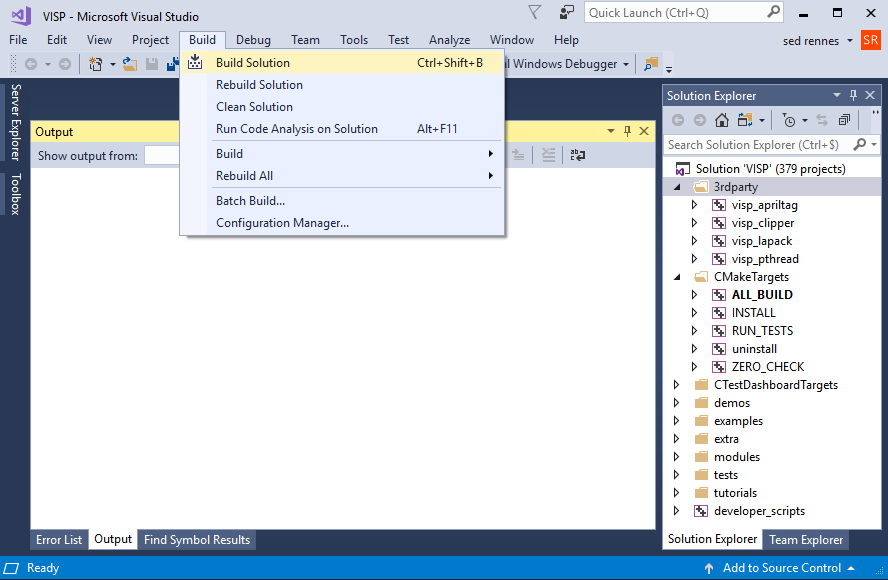 VISP - Microsoft Visual Studio
Quick Launch (Ctrl+Q)
File Edit View Project Build Debug Team Tools Test Analyze Window Help sed rennes SR
Build Solution Ctrl+Shift+B
Windows Debugger
Rebuild Solution
Clean Solution
Run Code Analysis on Solution Alt+F11
Build
Rebuild All
Batch Build...
Configuration Manager...
Server Explorer
Toolbox
Output
Show output from:
Error List Output Find Symbol Results
Solution Explorer
Search Solution Explorer (Ctrl+$)
Solution 'VISP' (379 projects)
3rdparty
visp_apriltag
visp_clipper
visp_lapack
visp_pthread
CMakeTargets
ALL_BUILD
INSTALL
RUN_TESTS
uninstall
ZERO_CHECK
CTestDashboardTargets
demos
examples
extra
modules
tests
tutorials
developer_scripts
Solution Explorer Team Explorer
Ready Add to Source Control